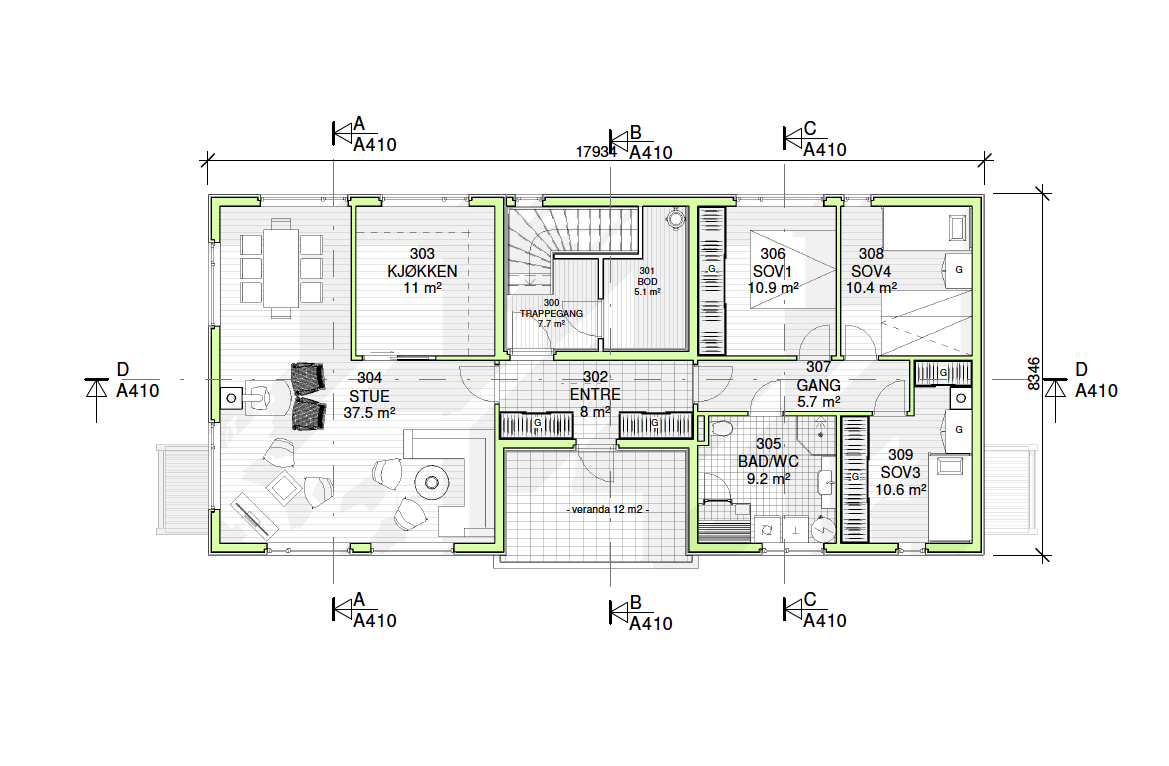 A
A410
B
A410
C
A410
17934
303
KJØKKEN
11 m²
300
TRAPPEGANG
7.7 m²
301
BOD
5.1 m²
G
306
SOV1
10.9 m²
308
SOV4
10.4 m²
G
D
A410
304
STUE
37.5 m²
302
ENTRE
8 m²
307
GANG
5.7 m²
G
8346
D
A410
G
G
305
BAD/WC
9.2 m²
G
309
SOV3
10.6 m²
G
- veranda 12 m2 -
A
A410
B
A410
C
A410